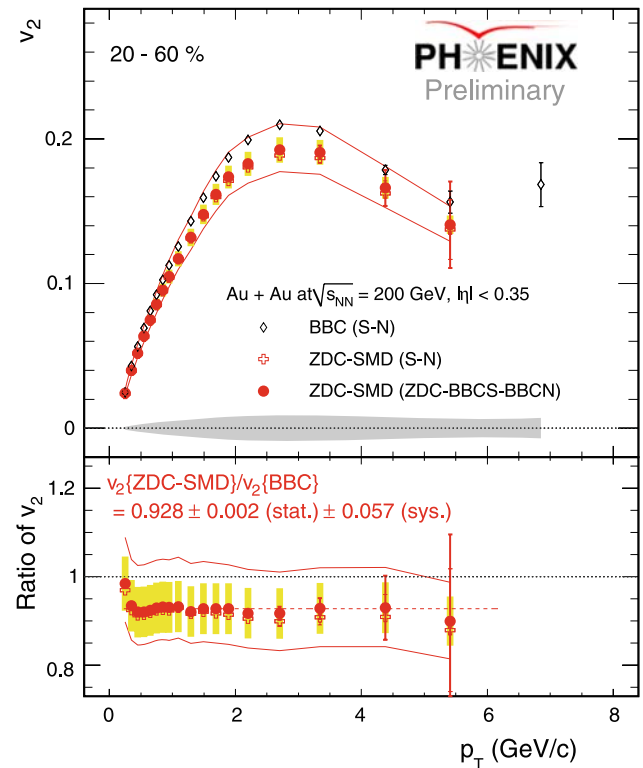 v2
20 - 60 %
PHENIX
Preliminary
0.2
0.1
Au + Au at √sNN = 200 GeV, |η| < 0.35
BBC (S-N)
ZDC-SMD (S-N)
ZDC-SMD (ZDC-BBCS-BBCN)
0
Ratio of v2
1.2
v2{ZDC-SMD}/v2{BBC}
= 0.928 ± 0.002 (stat.) ± 0.057 (sys.)
1
0.8
0 2 4 6 8
pT (GeV/c)